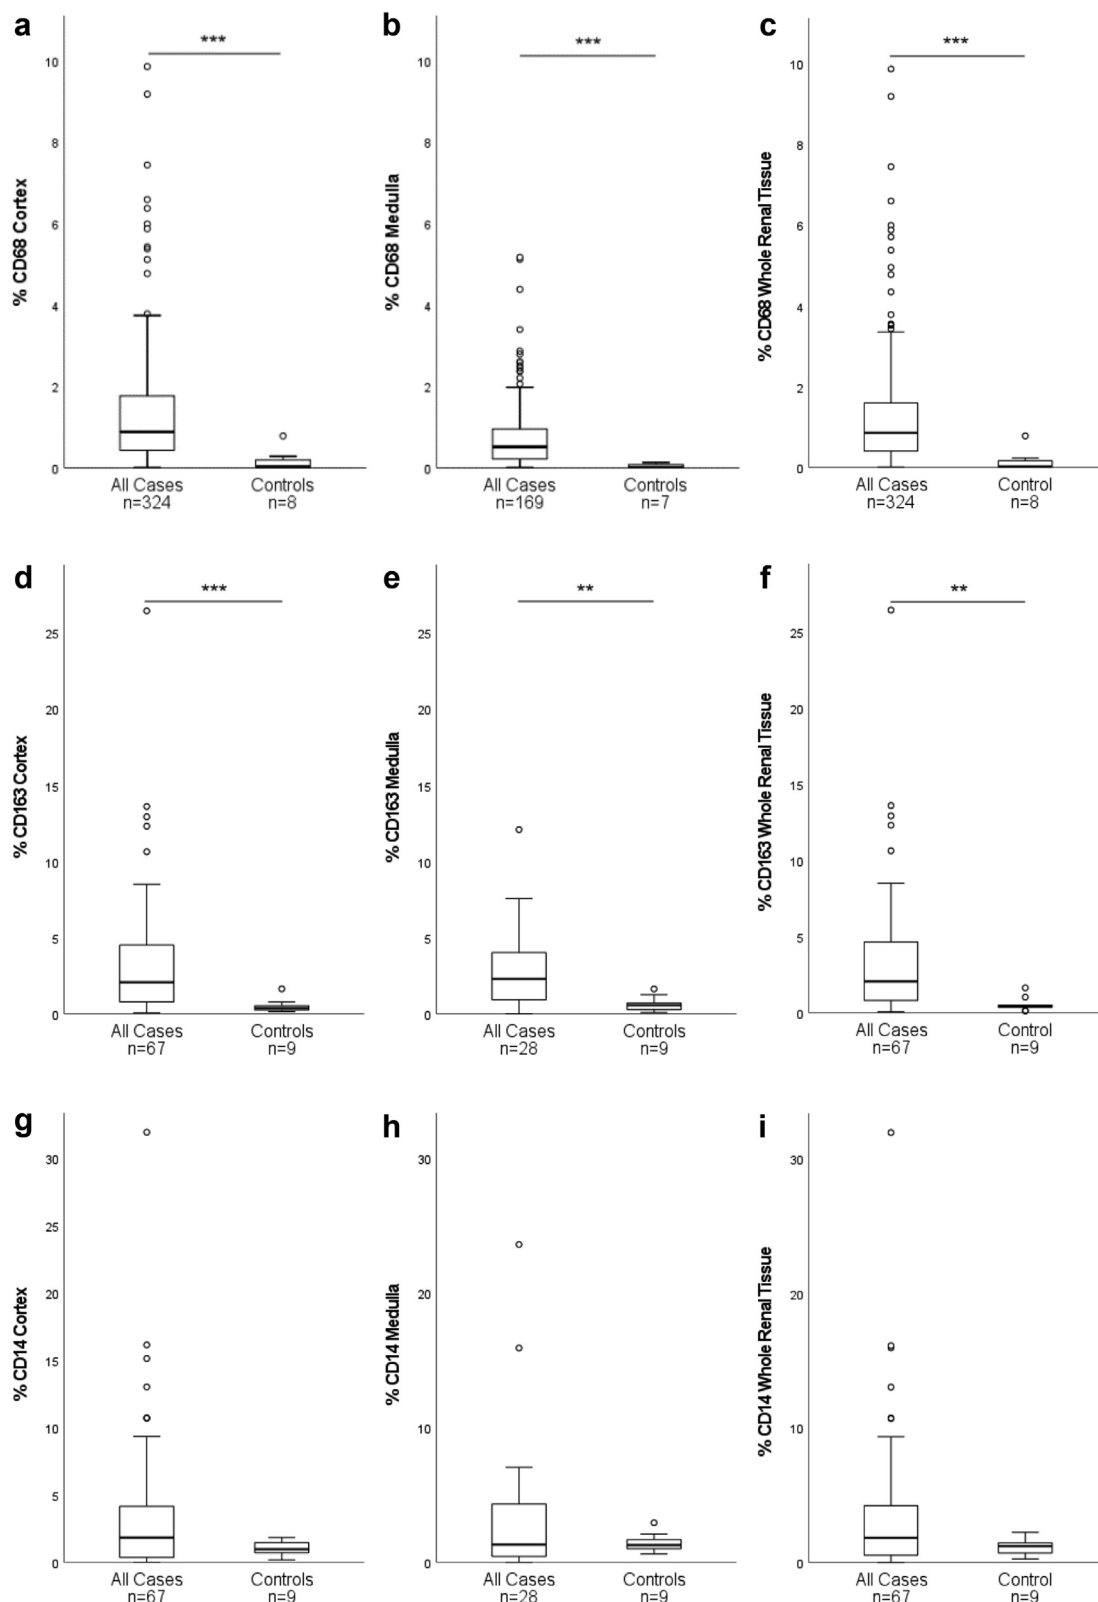 a
***
% CD68 Cortex
10
8
6
4
2
0
All Cases
n=324
Controls
n=8
b
***
% CD68 Medulla
10
8
6
4
2
0
All Cases
n=169
Controls
n=7
c
***
% CD68 Whole Renal Tissue
10
8
6
4
2
0
All Cases
n=324
Control
n=8
d
***
% CD163 Cortex
25
20
15
10
5
0
All Cases
n=67
Controls
n=9
e
**
% CD163 Medulla
25
20
15
10
5
0
All Cases
n=28
Controls
n=9
f
**
% CD163 Whole Renal Tissue
25
20
15
10
5
0
All Cases
n=67
Control
n=9
g
% CD14 Cortex
30
25
20
15
10
5
0
All Cases
n=67
Controls
n=9
h
% CD14 Medulla
30
20
10
0
All Cases
n=28
Controls
n=9
i
% CD14 Whole Renal Tissue
30
20
10
0
All Cases
n=67
Control
n=9